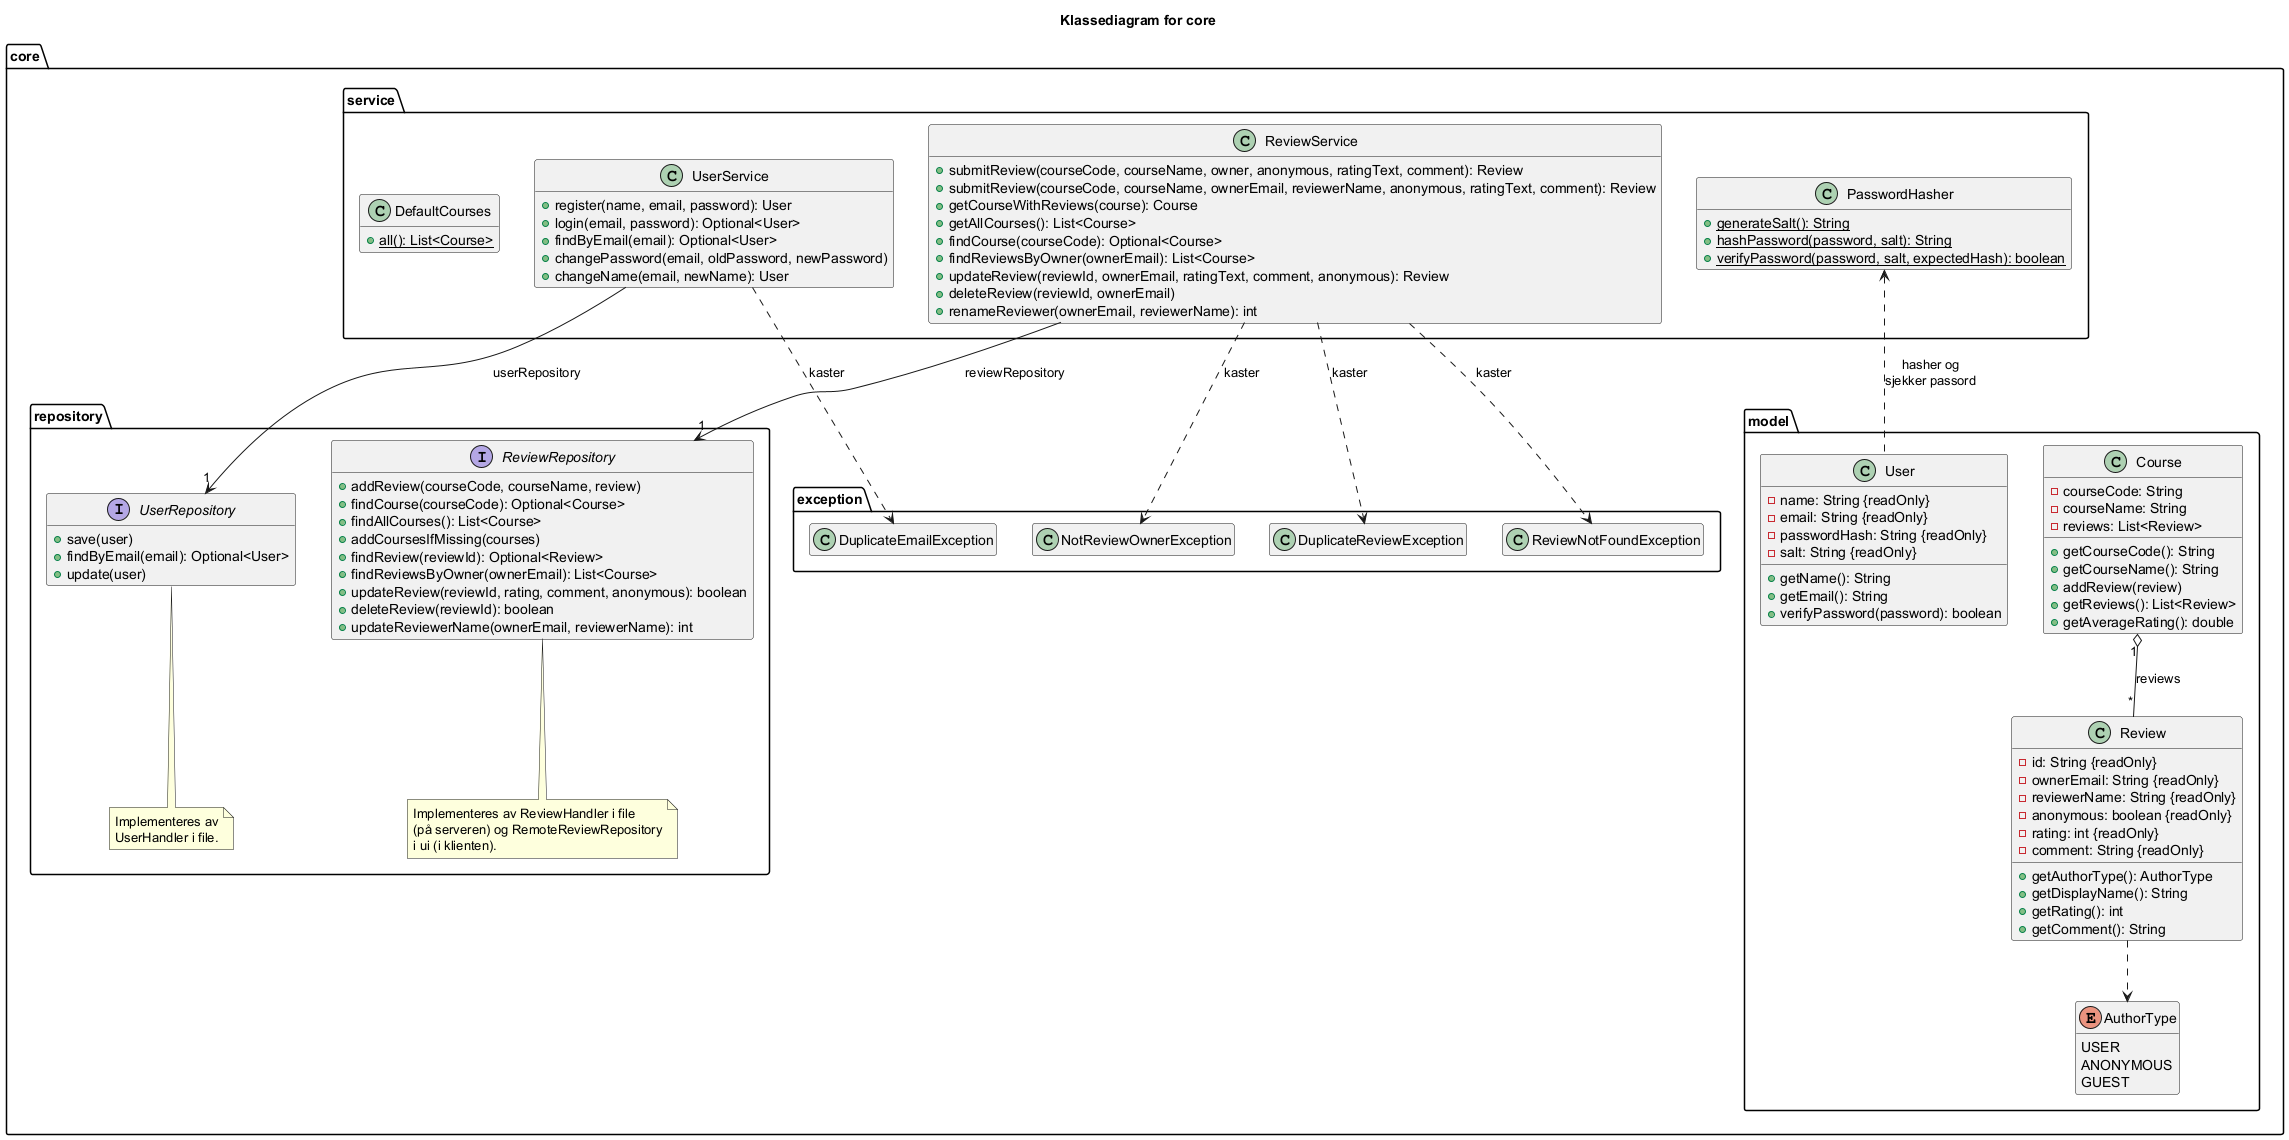 Klassediagram for core
core
service
DefaultCourses
all(): List<Course>
UserService
register(name, email, password): User
login(email, password): Optional<User>
findByEmail(email): Optional<User>
changePassword(email, oldPassword, newPassword)
changeName(email, newName): User
ReviewService
submitReview(courseCode, courseName, owner, anonymous, ratingText, comment): Review
submitReview(courseCode, courseName, ownerEmail, reviewerName, anonymous, ratingText, comment): Review
getCourseWithReviews(course): Course
getAllCourses(): List<Course>
findCourse(courseCode): Optional<Course>
findReviewsByOwner(ownerEmail): List<Course>
updateReview(reviewId, ownerEmail, ratingText, comment, anonymous): Review
deleteReview(reviewId, ownerEmail)
renameReviewer(ownerEmail, reviewerName): int
PasswordHasher
generateSalt(): String
hashPassword(password, salt): String
verifyPassword(password, salt, expectedHash): boolean
userRepository
1
reviewRepository
1
kaster
kaster
kaster
kaster
hasher og
sjekker passord
repository
UserRepository
save(user)
findByEmail(email): Optional<User>
update(user)
ReviewRepository
addReview(courseCode, courseName, review)
findCourse(courseCode): Optional<Course>
findAllCourses(): List<Course>
addCoursesIfMissing(courses)
findReview(reviewId): Optional<Review>
findReviewsByOwner(ownerEmail): List<Course>
updateReview(reviewId, rating, comment, anonymous): boolean
deleteReview(reviewId): boolean
updateReviewerName(ownerEmail, reviewerName): int
Implementeres av
UserHandler i file.
Implementeres av ReviewHandler i file
(på serveren) og RemoteReviewRepository
i ui (i klienten).
exception
DuplicateEmailException
NotReviewOwnerException
DuplicateReviewException
ReviewNotFoundException
model
User
name: String {readOnly}
email: String {readOnly}
passwordHash: String {readOnly}
salt: String {readOnly}
getName(): String
getEmail(): String
verifyPassword(password): boolean
Course
courseCode: String
courseName: String
reviews: List<Review>
getCourseCode(): String
getCourseName(): String
addReview(review)
getReviews(): List<Review>
getAverageRating(): double
1
reviews
*
Review
id: String {readOnly}
ownerEmail: String {readOnly}
reviewerName: String {readOnly}
anonymous: boolean {readOnly}
rating: int {readOnly}
comment: String {readOnly}
getAuthorType(): AuthorType
getDisplayName(): String
getRating(): int
getComment(): String
AuthorType
USER
ANONYMOUS
GUEST